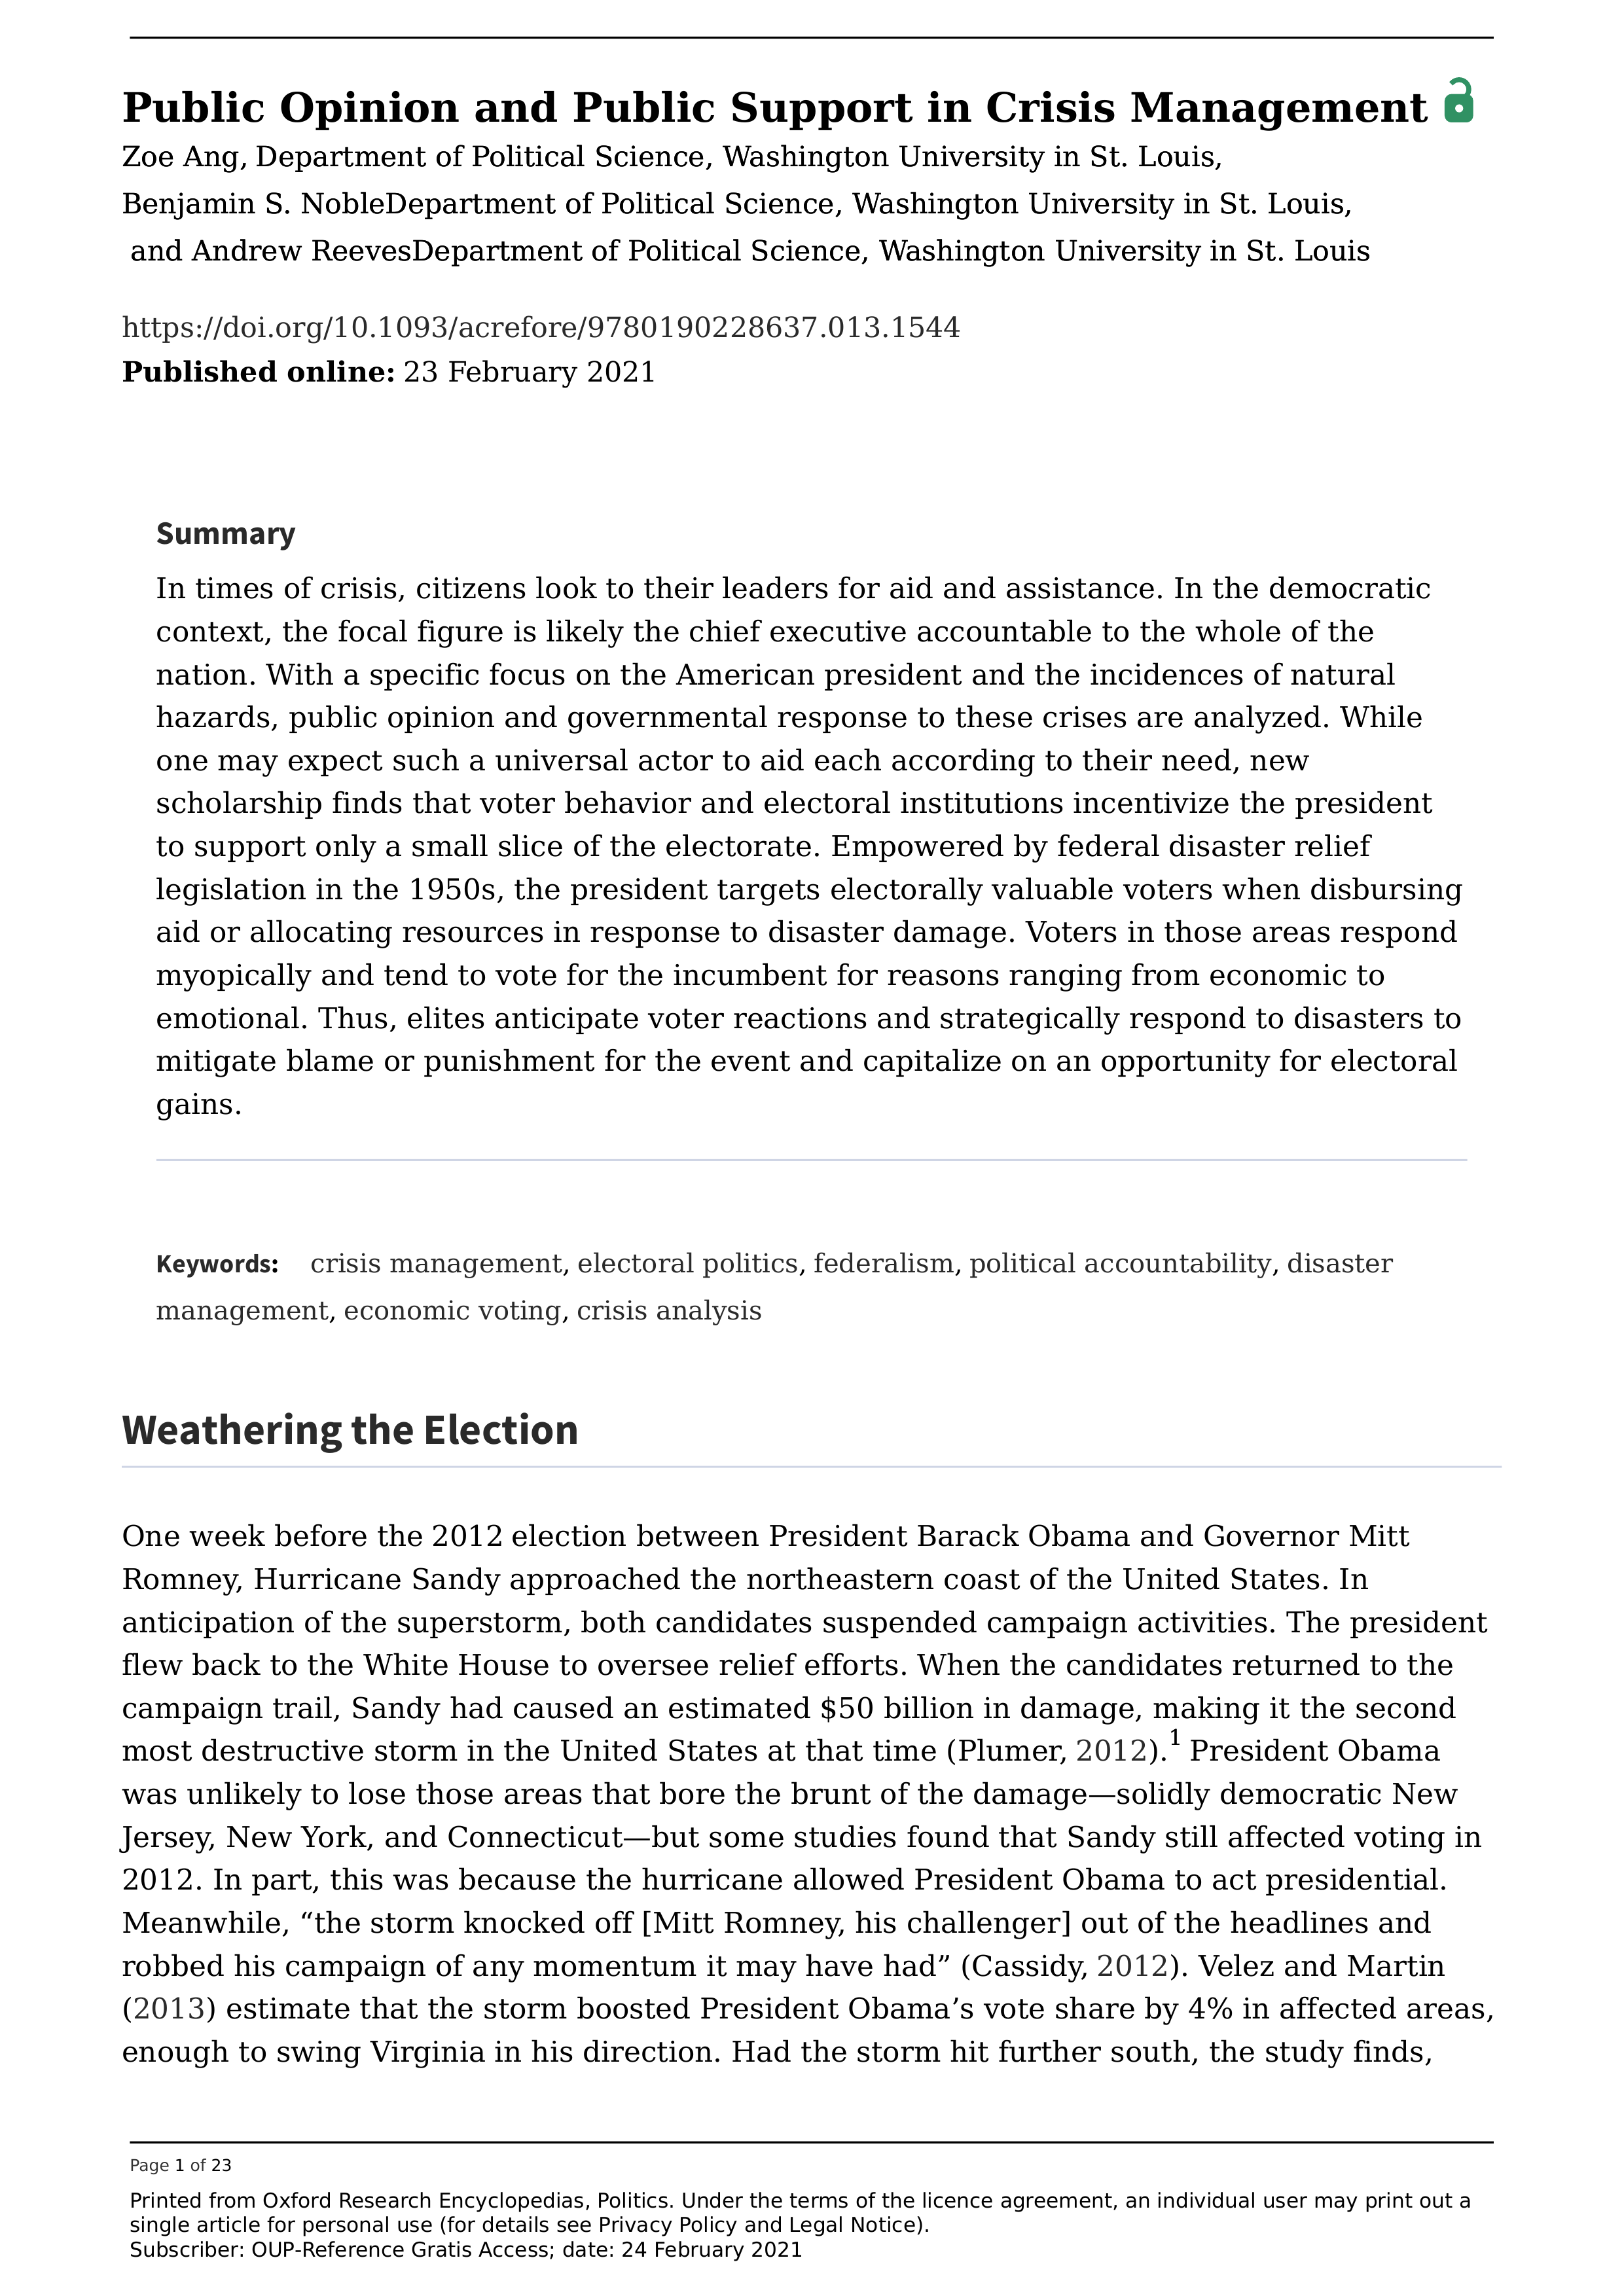 Public Opinion and Public Support in Crisis Management
Zoe Ang, Department of Political Science, Washington University in St. Louis,
Benjamin S. NobleDepartment of Political Science, Washington University in St. Louis,
and Andrew ReevesDepartment of Political Science, Washington University in St. Louis
https://doi.org/10.1093/acrefore/9780190228637.013.1544
Published online: 23 February 2021
Summary
In times of crisis, citizens look to their leaders for aid and assistance. In the democratic
context, the focal figure is likely the chief executive accountable to the whole of the
nation. With a specific focus on the American president and the incidences of natural
hazards, public opinion and governmental response to these crises are analyzed. While
one may expect such a universal actor to aid each according to their need, new
scholarship finds that voter behavior and electoral institutions incentivize the president
to support only a small slice of the electorate. Empowered by federal disaster relief
legislation in the 1950s, the president targets electorally valuable voters when disbursing
aid or allocating resources in response to disaster damage. Voters in those areas respond
myopically and tend to vote for the incumbent for reasons ranging from economic to
emotional. Thus, elites anticipate voter reactions and strategically respond to disasters to
mitigate blame or punishment for the event and capitalize on an opportunity for electoral
gains.
Keywords: crisis management, electoral politics, federalism, political accountability, disaster
management, economic voting, crisis analysis
Weathering the Election
One week before the 2012 election between President Barack Obama and Governor Mitt
Romney, Hurricane Sandy approached the northeastern coast of the United States. In
anticipation of the superstorm, both candidates suspended campaign activities. The president
flew back to the White House to oversee relief efforts. When the candidates returned to the
campaign trail, Sandy had caused an estimated $50 billion in damage, making it the second
most destructive storm in the United States at that time (Plumer, 2012).1 President Obama
was unlikely to lose those areas that bore the brunt of the damage—solidly democratic New
Jersey, New York, and Connecticut—but some studies found that Sandy still affected voting in
2012. In part, this was because the hurricane allowed President Obama to act presidential.
Meanwhile, “the storm knocked off [Mitt Romney, his challenger] out of the headlines and
robbed his campaign of any momentum it may have had” (Cassidy, 2012). Velez and Martin
(2013) estimate that the storm boosted President Obama’s vote share by 4% in affected areas,
enough to swing Virginia in his direction. Had the storm hit further south, the study finds,
Page 1 of 23
Printed from Oxford Research Encyclopedias, Politics. Under the terms of the licence agreement, an individual user may print out a
single article for personal use (for details see Privacy Policy and Legal Notice).
Subscriber: OUP-Reference Gratis Access; date: 24 February 2021